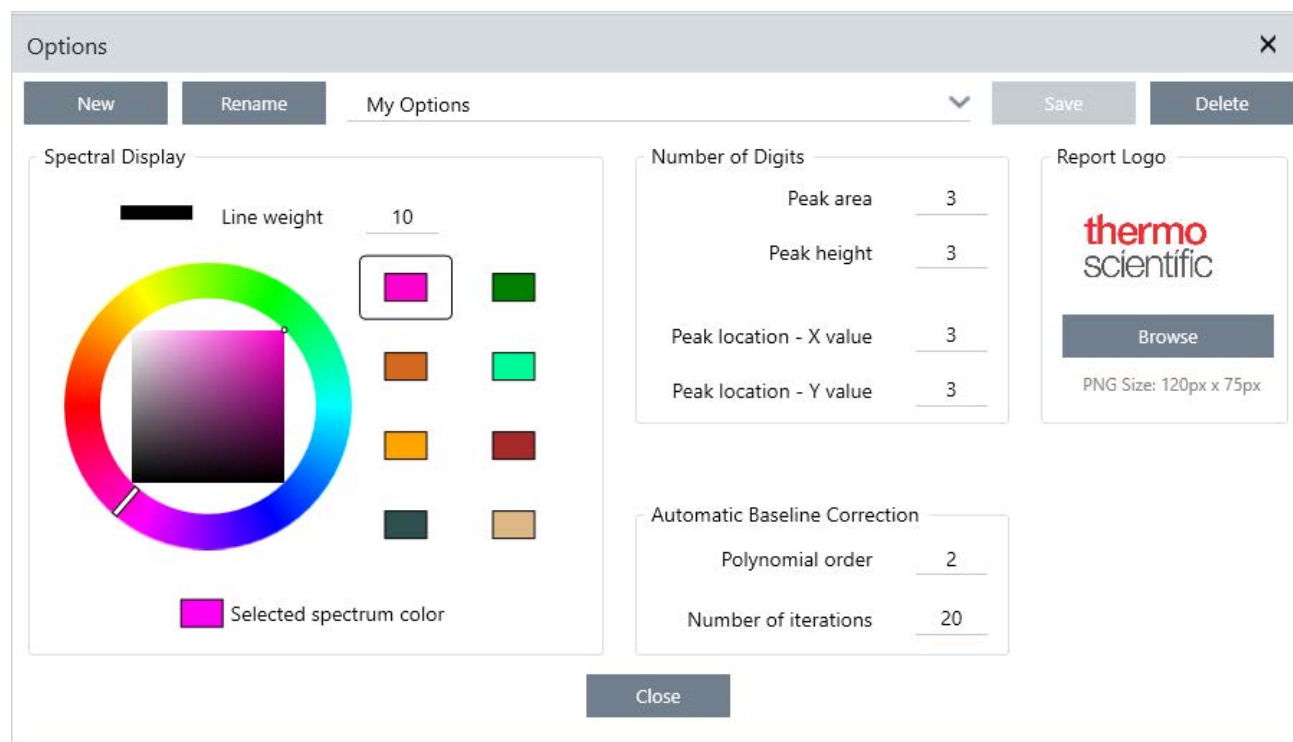 Options
New
Rename
My Options
Save
Delete
Spectral Display
Line weight 10
Selected spectrum color
Number of Digits
Peak area 3
Peak height 3
Peak location - X value 3
Peak location - Y value 3
Automatic Baseline Correction
Polynomial order 2
Number of iterations 20
Report Logo
thermo
scientific
Browse
PNG Size: 120px x 75px
Close